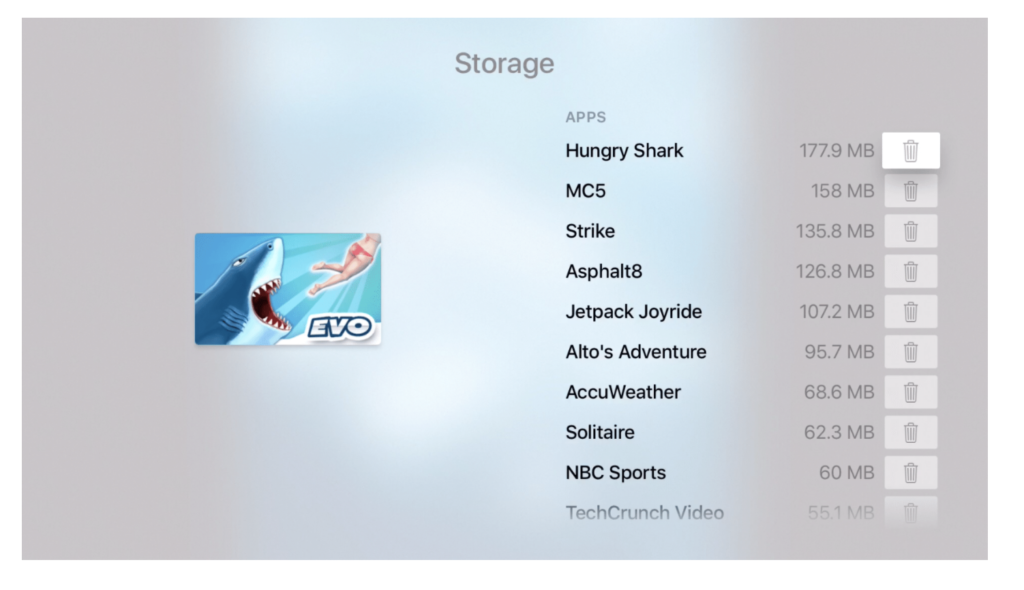 Storage
APPS
Hungry Shark 177.9 MB
MC5 158 MB
Strike 135.8 MB
Asphalt8 126.8 MB
Jetpack Joyride 107.2 MB
Alto's Adventure 95.7 MB
EVO
AccuWeather 68.6 MB
Solitaire 62.3 MB
NBC Sports 60 MB
TechCrunch Video 55.1 MB